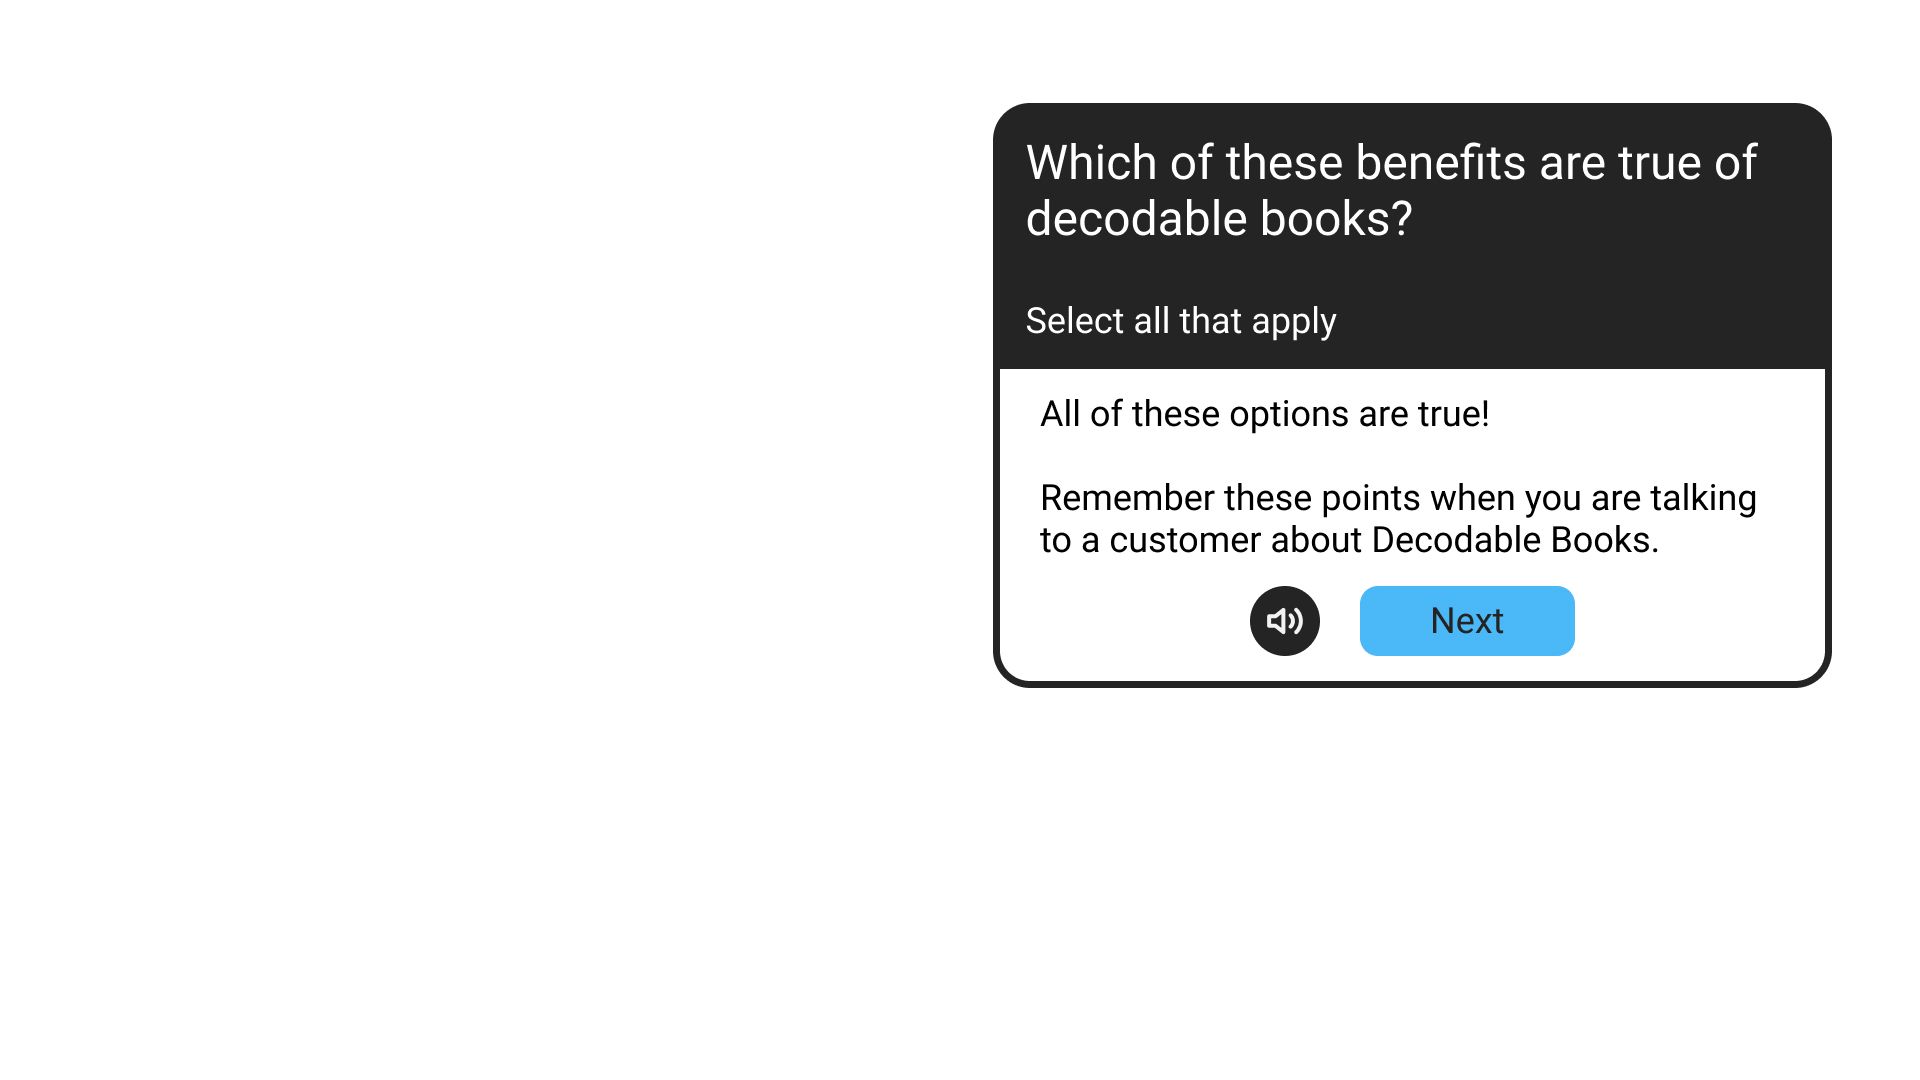 Which of these benefits are true of
decodable books?
Select all that apply
All of these options are true!
Remember these points when you are talking
to a customer about Decodable Books.
Next